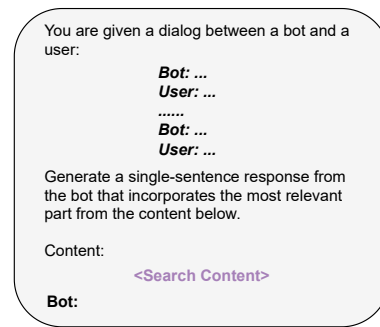 You are given a dialog between a bot and a
user:
Bot: ...
User: ...
......
Bot: ...
User: ...
Generate a single-sentence response from
the bot that incorporates the most relevant
part from the content below.
Content:
<Search Content>
Bot: